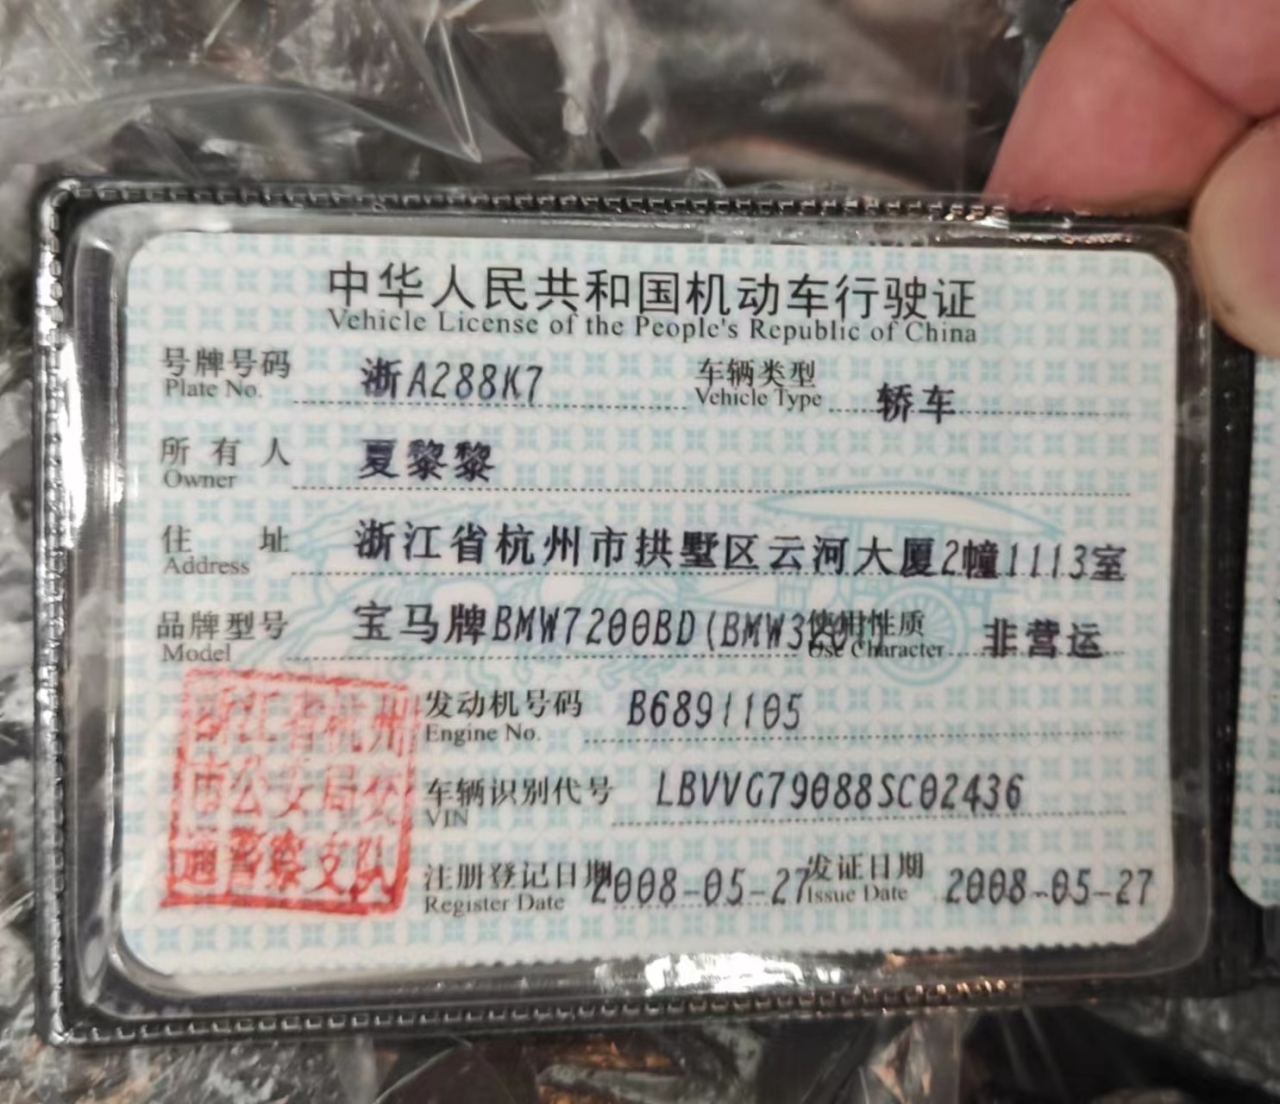 中华人民共和国机动车行驶证
Vehicle License of the People's Republic of China
号牌号码 浙A288K7 车辆类型 轿车
Plate No. Vehicle Type
所有人 夏黎黎
Owner
住址 浙江省杭州市拱墅区云河大厦2幢1113室
Address
品牌型号 宝马牌BMW7200BD(BMW320i) 使用性质 非营运
Model Use Character
发动机号码 B6891105
Engine No.
车辆识别代号 LBVVG79088SC02436
VIN
注册登记日期 2008-05-27 发证日期 2008-05-27
Register Date Issue Date
浙江省杭州
市公安局交
通警察支队